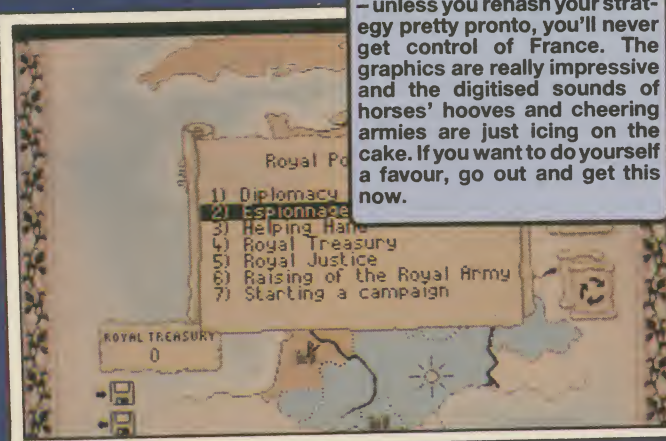 – unless you rehash your strat-
egy pretty pronto, you'll never
get control of France. The
graphics are really impressive
and the digitised sounds of
horses' hooves and cheering
armies are just icing on the
cake. If you want to do yourself
a favour, go out and get this
now.
Royal Po
1) Diplomacy
2) Espionnage
3) Helping Hand
4) Royal Treasury
5) Royal Justice
6) Raising of the Royal Army
7) Starting a campaign
ROYAL TREASURY
0